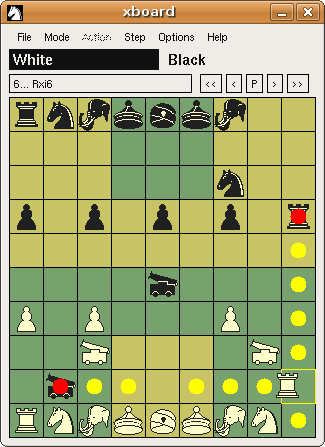 xboard
File Mode Action Step Options Help
White Black
6... Rxi6 << < P > >>